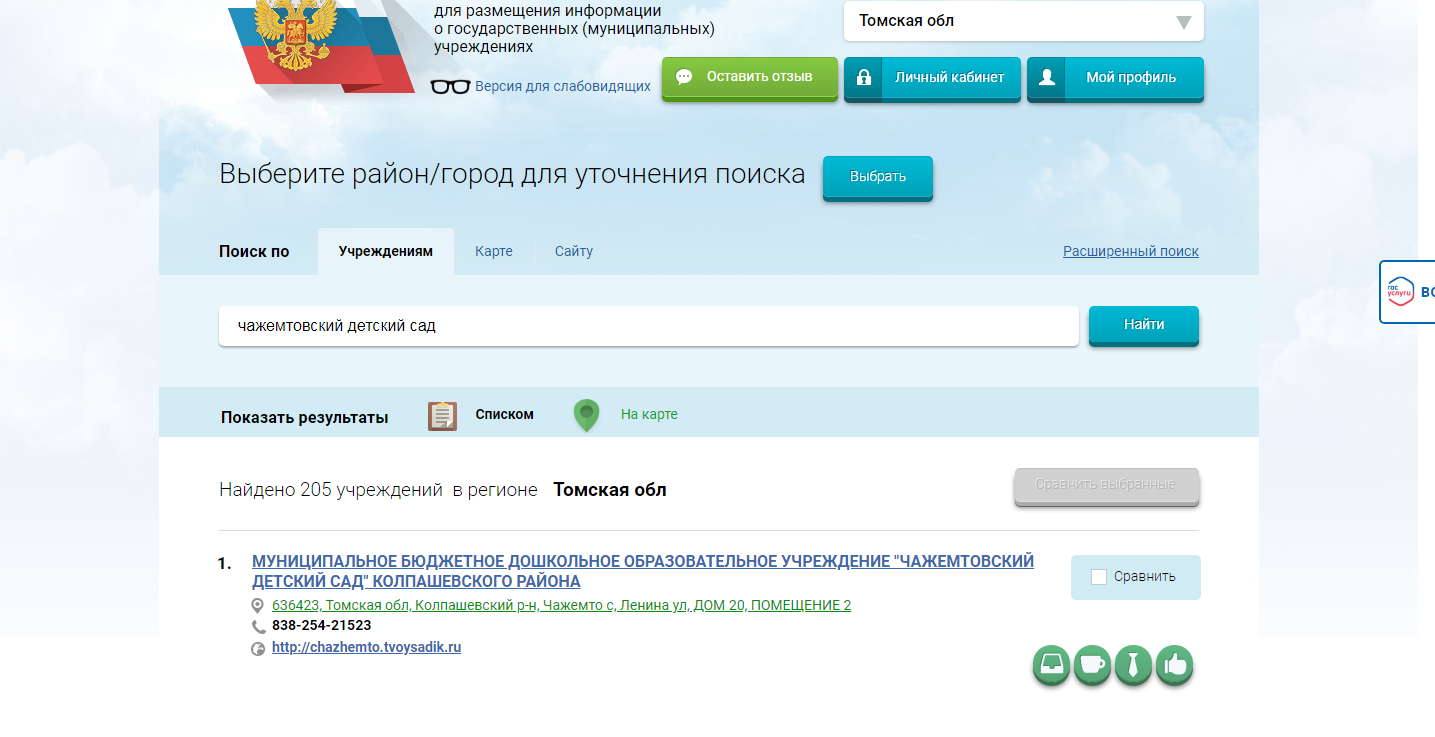 для размещения информации
о государственных (муниципальных)
учреждениях
Томская обл
Версия для слабовидящих
Оставить отзыв
Личный кабинет
Мой профиль
Выберите район/город для уточнения поиска
Выбрать
Поиск по
Учреждениям
Карте
Сайту
Расширенный поиск
гос
услуги
чажемтовский детский сад
Найти
Показать результаты
Списком
На карте
Найдено 205 учреждений в регионе Томская обл
Сравнить выбранные
1.
МУНИЦИПАЛЬНОЕ БЮДЖЕТНОЕ ДОШКОЛЬНОЕ ОБРАЗОВАТЕЛЬНОЕ УЧРЕЖДЕНИЕ "ЧАЖЕМТОВСКИЙ
ДЕТСКИЙ САД" КОЛПАШЕВСКОГО РАЙОНА
Сравнить
636423, Томская обл, Колпашевский р-н, Чажемто с, Ленина ул, ДОМ 20, ПОМЕЩЕНИЕ 2
838-254-21523
http://chazhemto.tvoysadik.ru